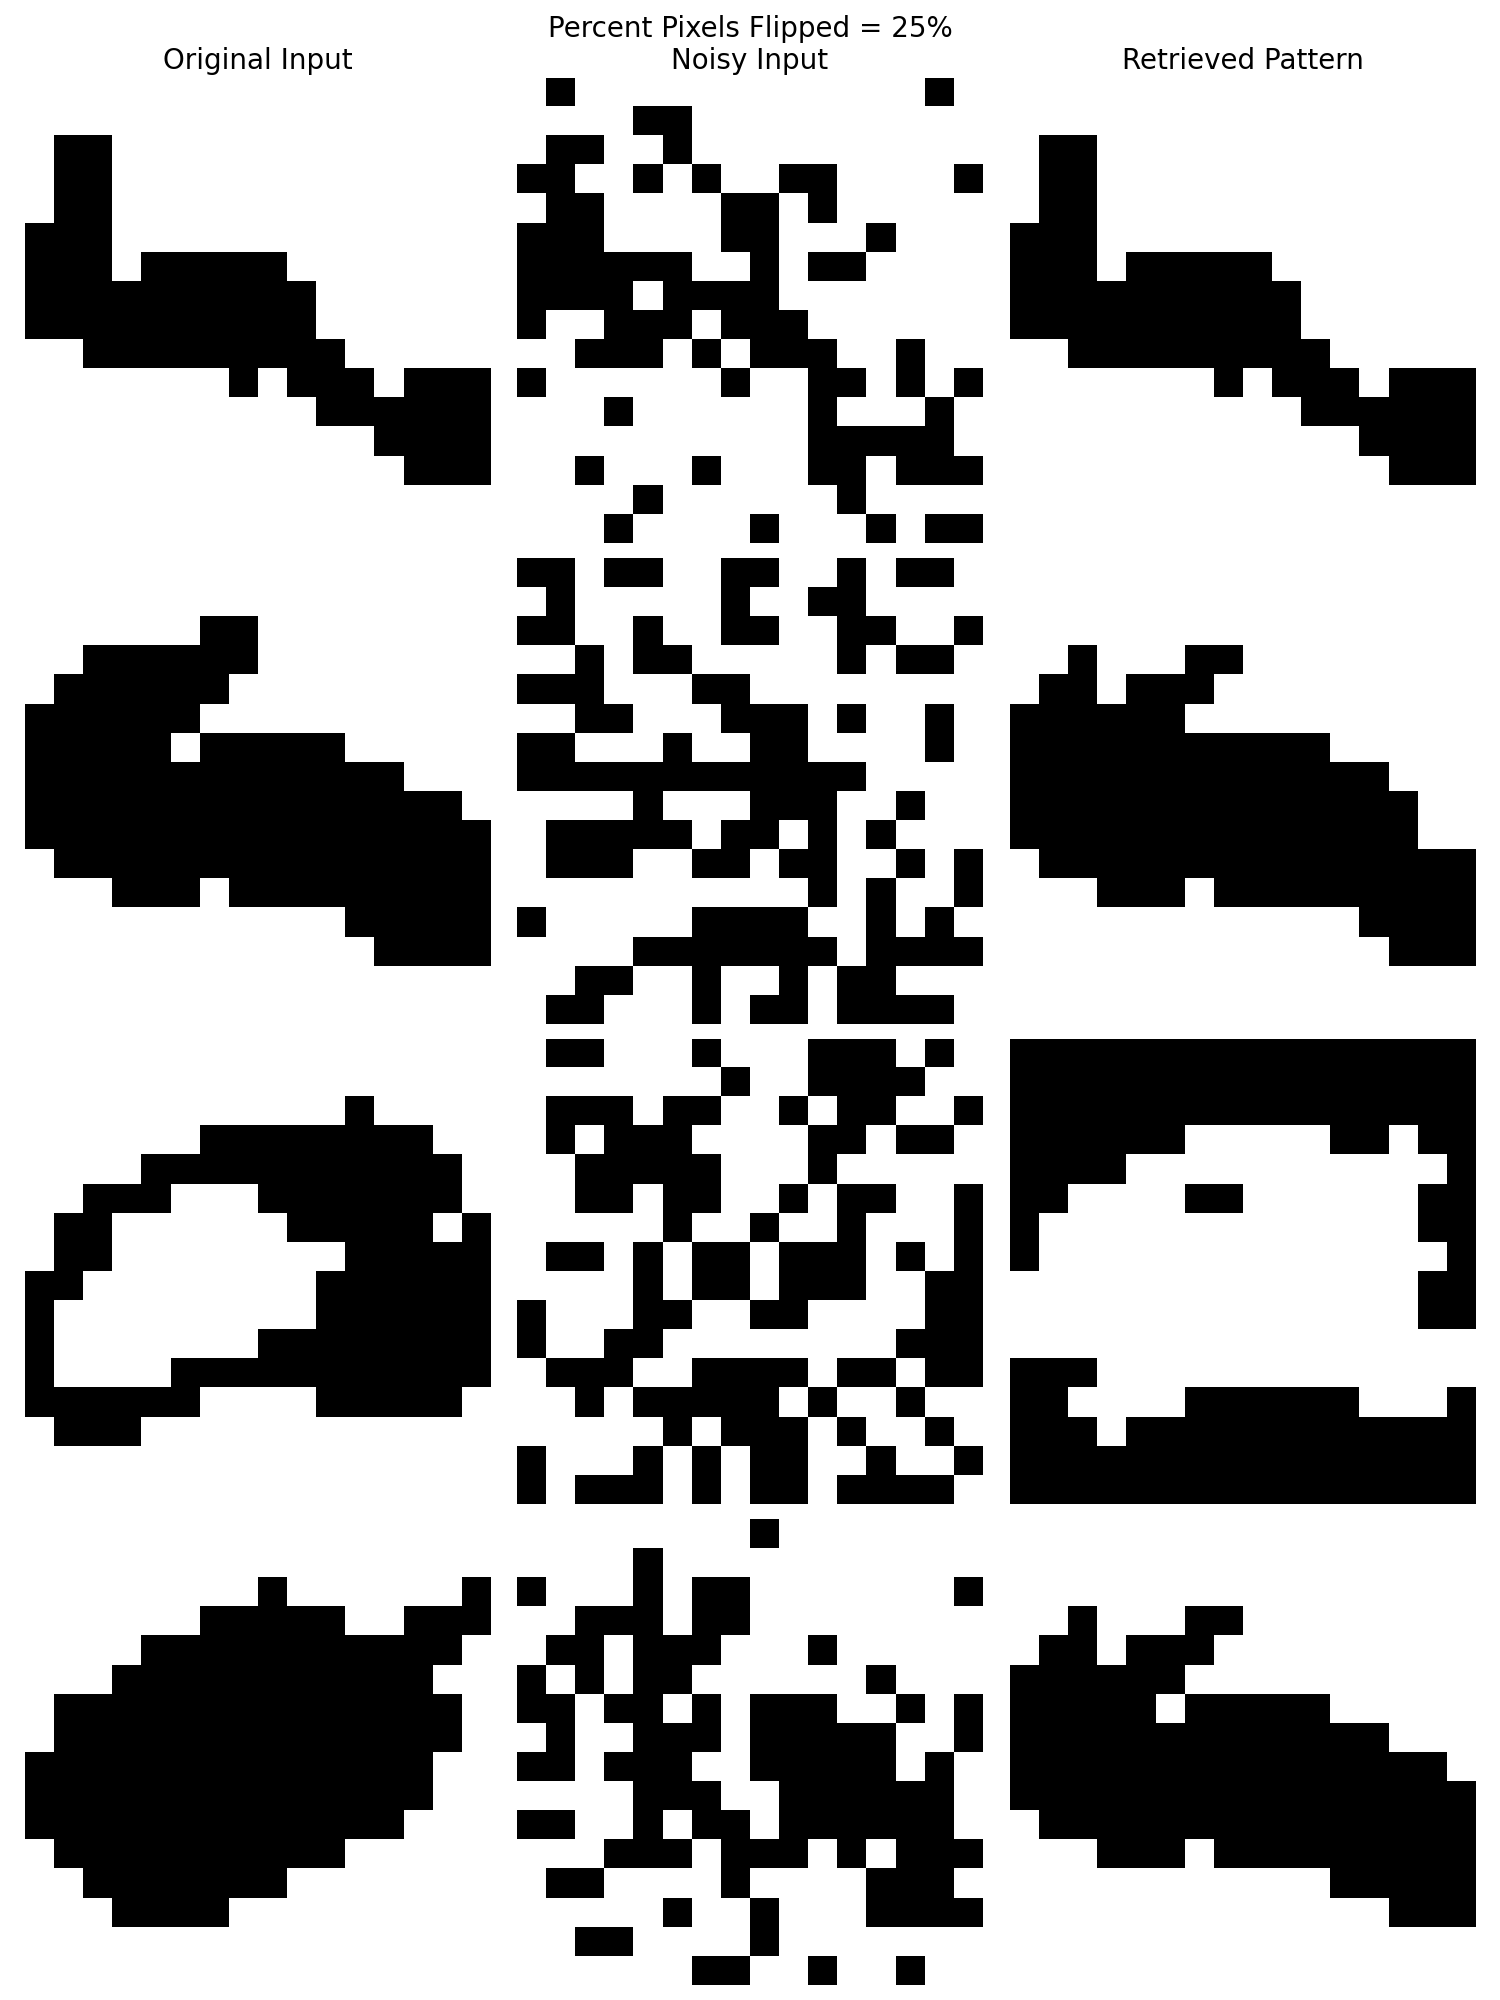 Percent Pixels Flipped = 25%
Original Input Noisy Input Retrieved Pattern